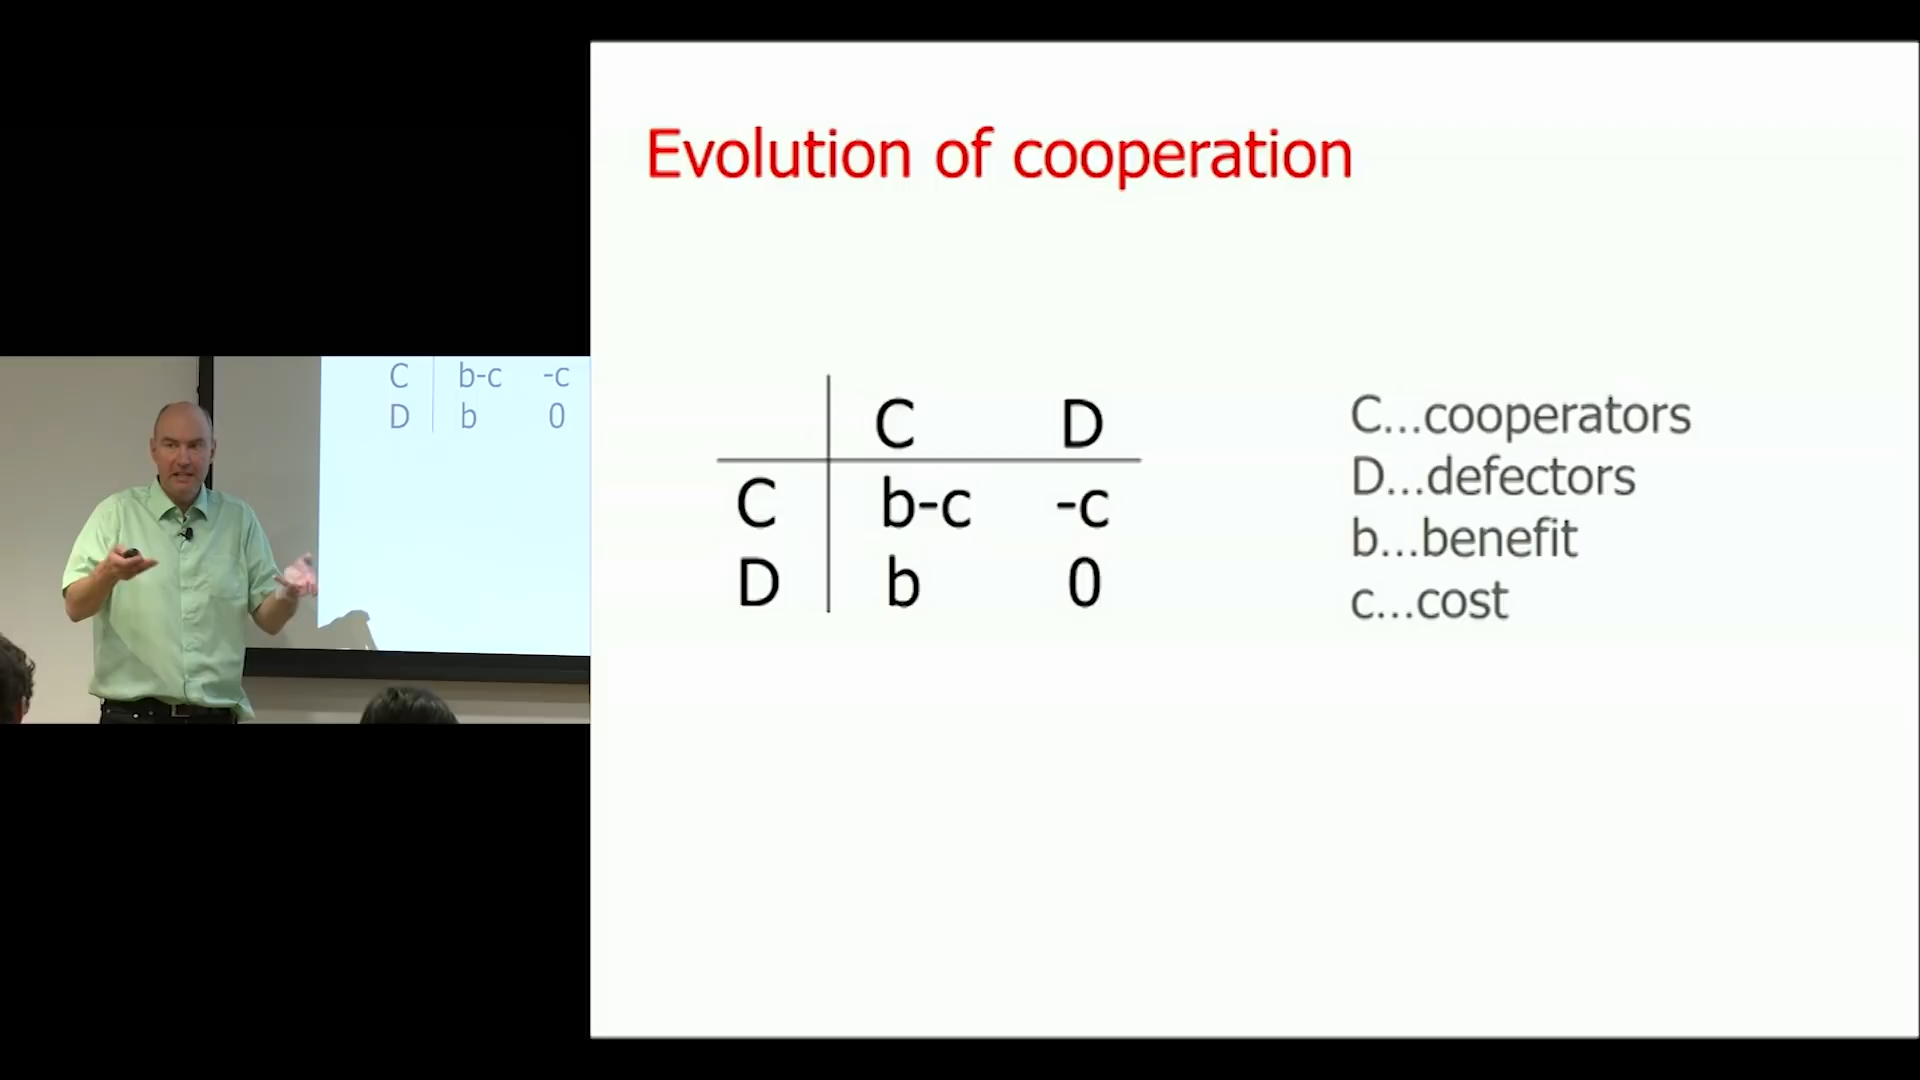 C b-c -c
D b 0
Evolution of cooperation
C D
C b-c -c
D b 0
C...cooperators
D...defectors
b...benefit
c...cost